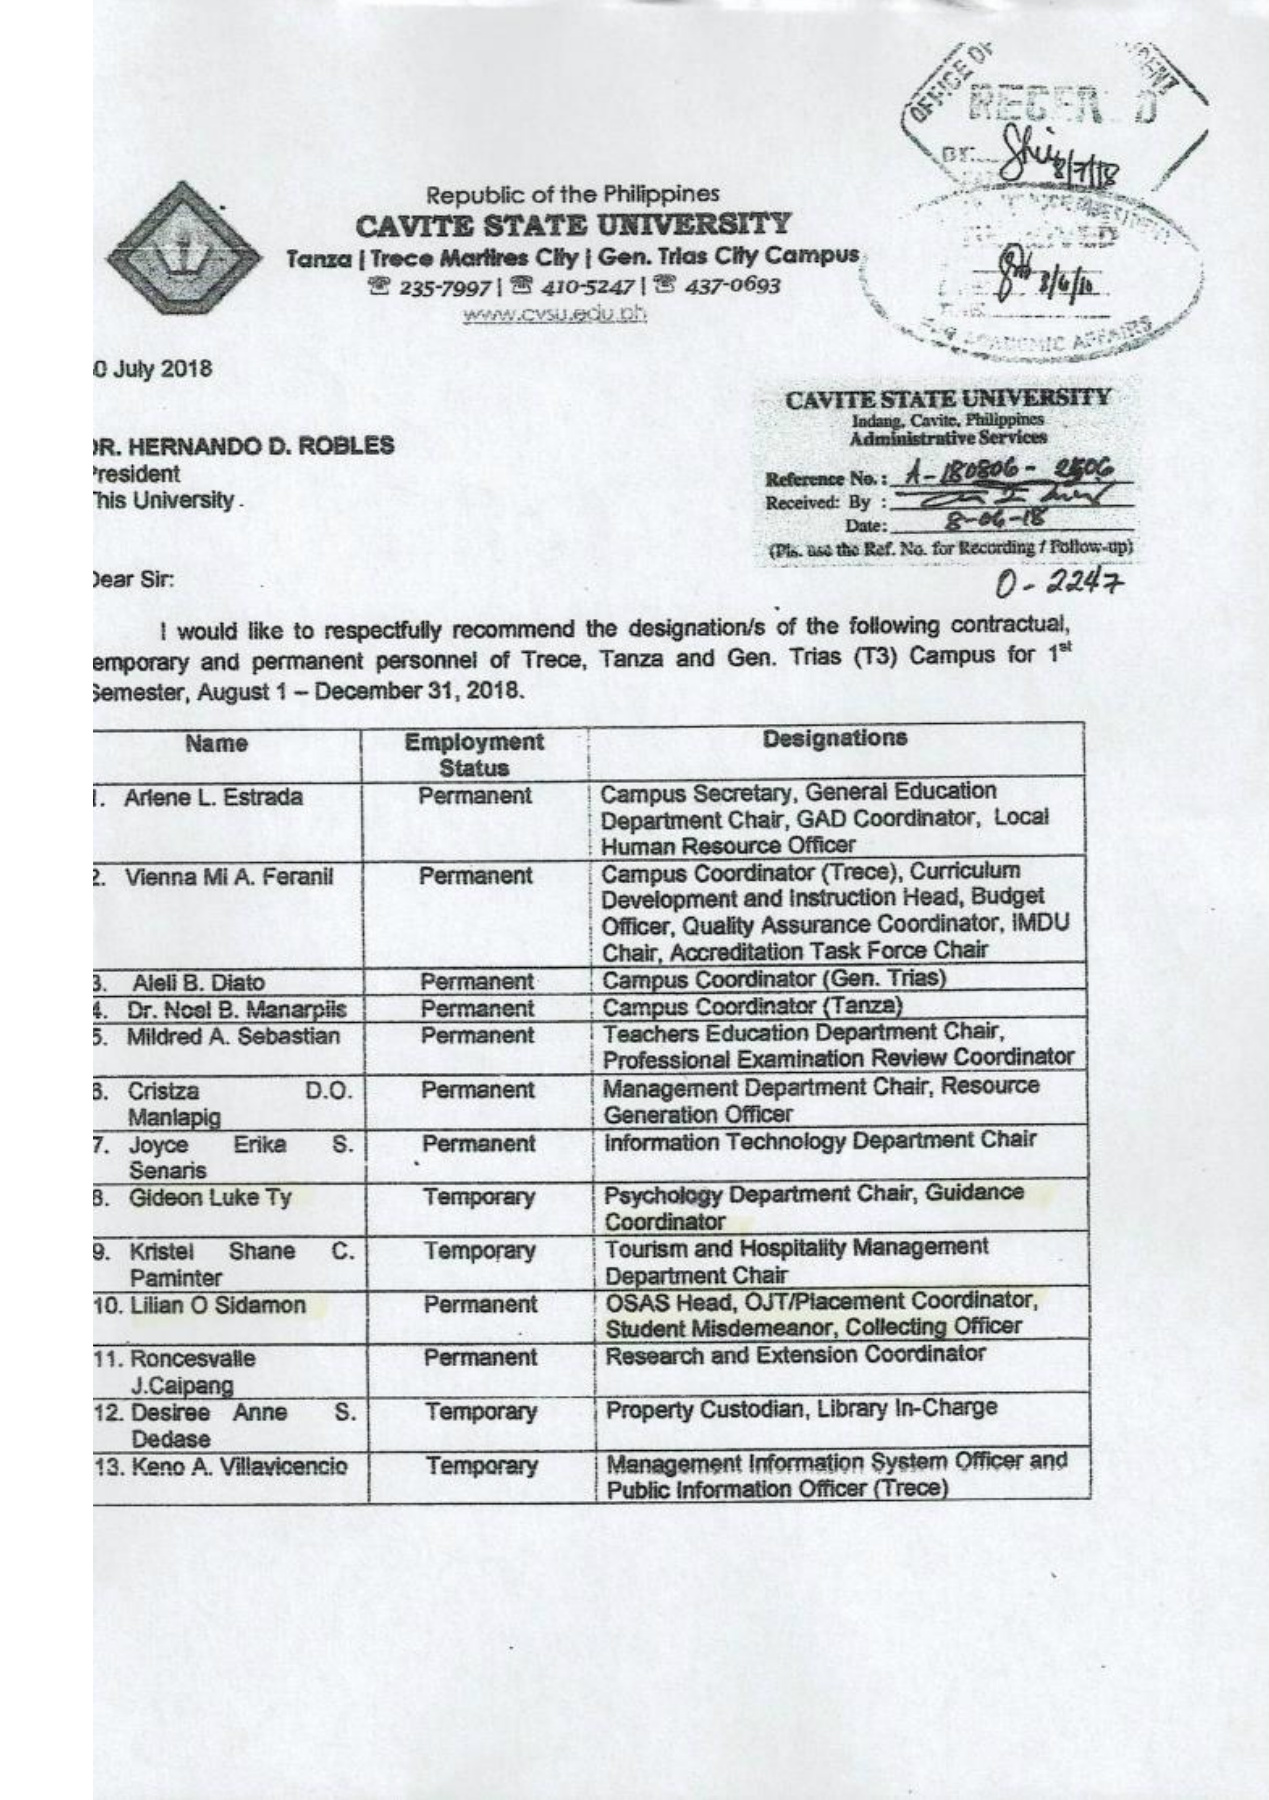 OFFICE OF
RECEIVED
BY:
8/7/18
Republic of the Philippines
CAVITE STATE UNIVERSITY
Tanza | Trece Martires City | Gen. Trias City Campus
☏ 235-7997 | ☏ 410-5247 | ☏ 437-0693
www.cvsu.edu.ph
ACADEMIC AFFAIRS
0 July 2018
CAVITE STATE UNIVERSITY
Indang, Cavite, Philippines
Administrative Services
Reference No.: A-180806-2506
Received: By :
Date: 8-06-18
(Pls. use the Ref. No. for Recording / Follow-up)
0-2247
R. HERNANDO D. ROBLES
resident
his University.
ear Sir:
I would like to respectfully recommend the designation/s of the following contractual,
emporary and permanent personnel of Trece, Tanza and Gen. Trias (T3) Campus for 1st
Semester, August 1 – December 31, 2018.
Name Employment Designations
Status
1. Arlene L. Estrada Permanent Campus Secretary, General Education
Department Chair, GAD Coordinator, Local
Human Resource Officer
2. Vienna Mi A. Feranil Permanent Campus Coordinator (Trece), Curriculum
Development and Instruction Head, Budget
Officer, Quality Assurance Coordinator, IMDU
Chair, Accreditation Task Force Chair
3. Aleli B. Diato Permanent Campus Coordinator (Gen. Trias)
4. Dr. Noel B. Manarpiis Permanent Campus Coordinator (Tanza)
5. Mildred A. Sebastian Permanent Teachers Education Department Chair,
Professional Examination Review Coordinator
6. Cristza D.O. Permanent Management Department Chair, Resource
Manlapig Generation Officer
7. Joyce Erika S. Permanent Information Technology Department Chair
Senaris
8. Gideon Luke Ty Temporary Psychology Department Chair, Guidance
Coordinator
9. Kristel Shane C. Temporary Tourism and Hospitality Management
Paminter Department Chair
10. Lilian O Sidamon Permanent OSAS Head, OJT/Placement Coordinator,
Student Misdemeanor, Collecting Officer
11. Roncesvalle Permanent Research and Extension Coordinator
J.Caipang
12. Desiree Anne S. Temporary Property Custodian, Library In-Charge
Dedase
13. Keno A. Villavicencio Temporary Management Information System Officer and
Public Information Officer (Trece)